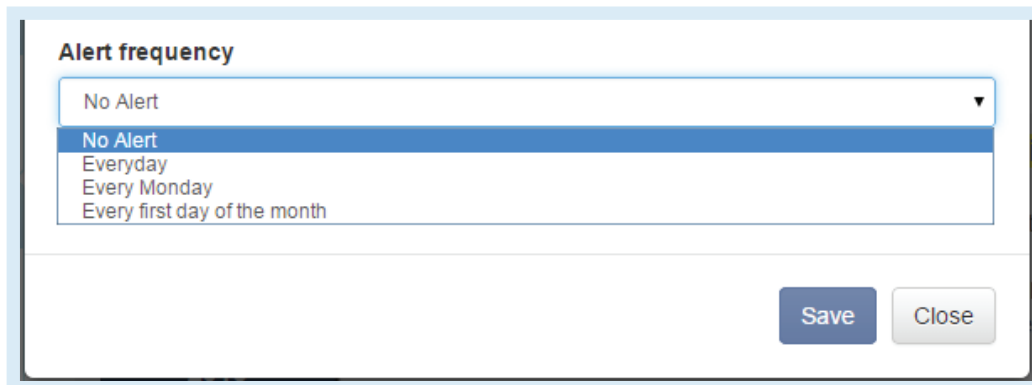 Alert frequency
No Alert
No Alert
Everyday
Every Monday
Every first day of the month
Save Close